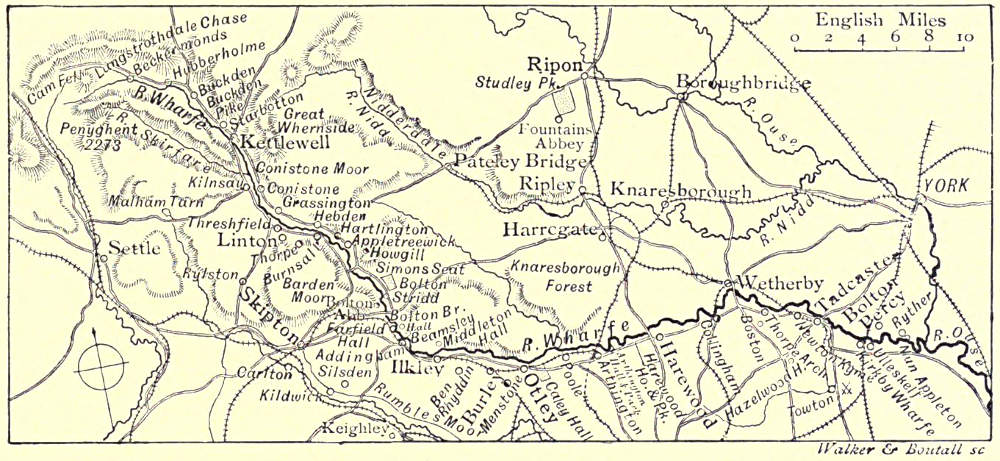 English Miles
0 2 4 6 8 10
Cam Fell
Langstrothdale Chase
Beckermonds
Hubberholme
Buckden
Buckden
Pike
Starbotton
R. Wharfe
Penyghent
2273
R. Skirfare
Kettlewell
Great
Whernside
Nidderdale
R. Nidd
Ripon
Studley Pk.
Fountains
Abbey
Boroughbridge
R. Ouse
Pateley Bridge
Ripley
Knaresborough
YORK
R. Nidd
Conistone Moor
Kilnsay
Conistone
Malham Tarn
Grassington
Hebden
Threshfield
Linton
Hartlington
Appletreewick
Howgill
Thorpe
Burnsall
Simons Seat
Settle
Rylston
Barden
Moor
Bolton
Stridd
Bolton
Abb.
Bolton Br.
Skipton
Farfield
Hall
Hall
Beamsley
Middleton
Hall
Harrogate
Knaresborough
Forest
Wetherby
Tadcaster
Bolton
Percy
Ryther
R. Ous
Addingham
Silsden
Carlton
Kildwick
Keighley
Rumbles
Moo
Ilkley
Ben
Rhydding
Burley
Menston
Otley
R. Wharfe
Caley Hall
Poole
Arthington
Harewood
Ho. & Pk.
Harewood
Collingham
Boston
Thorpe Arch
Newton
Kyme
Hazelwood H.
Towton
Ulleskelf
Kirkby Wharfe
Nun Appleton
Hall
Walker & Boutall sc